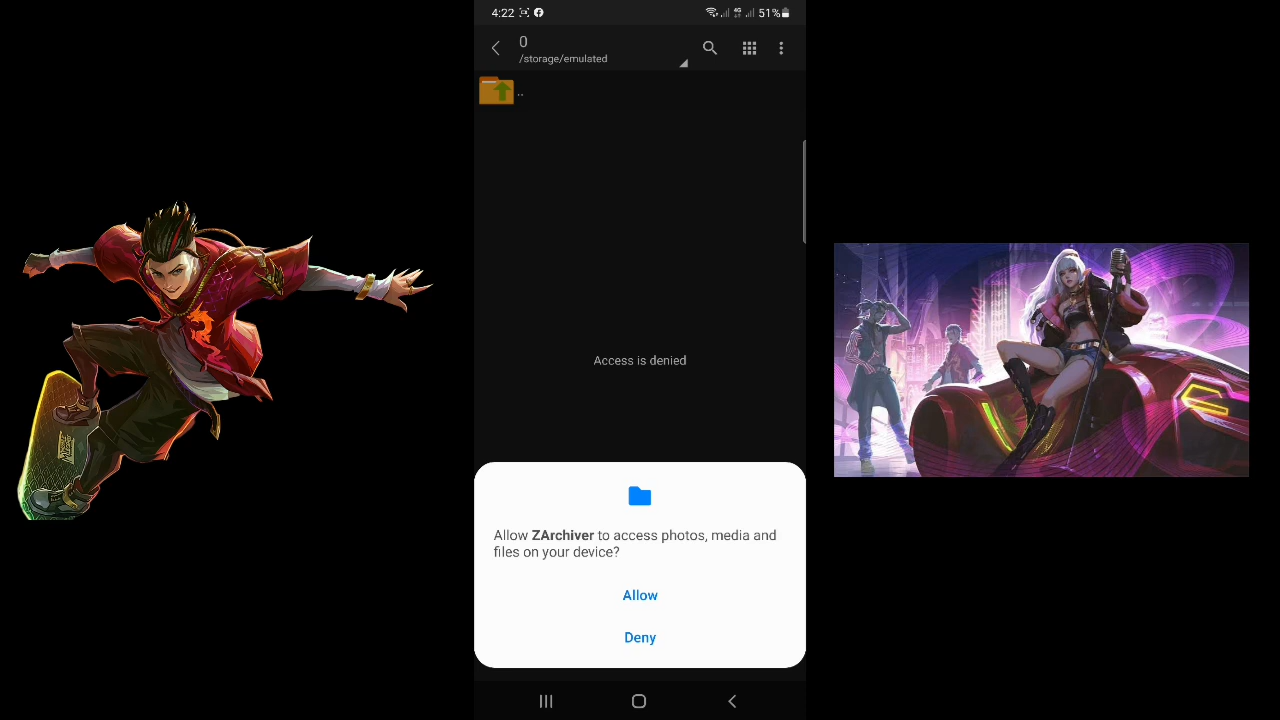 4:22
4G
51%
0
/storage/emulated
..
Access is denied
Allow ZArchiver to access photos, media and
files on your device?
Allow
Deny